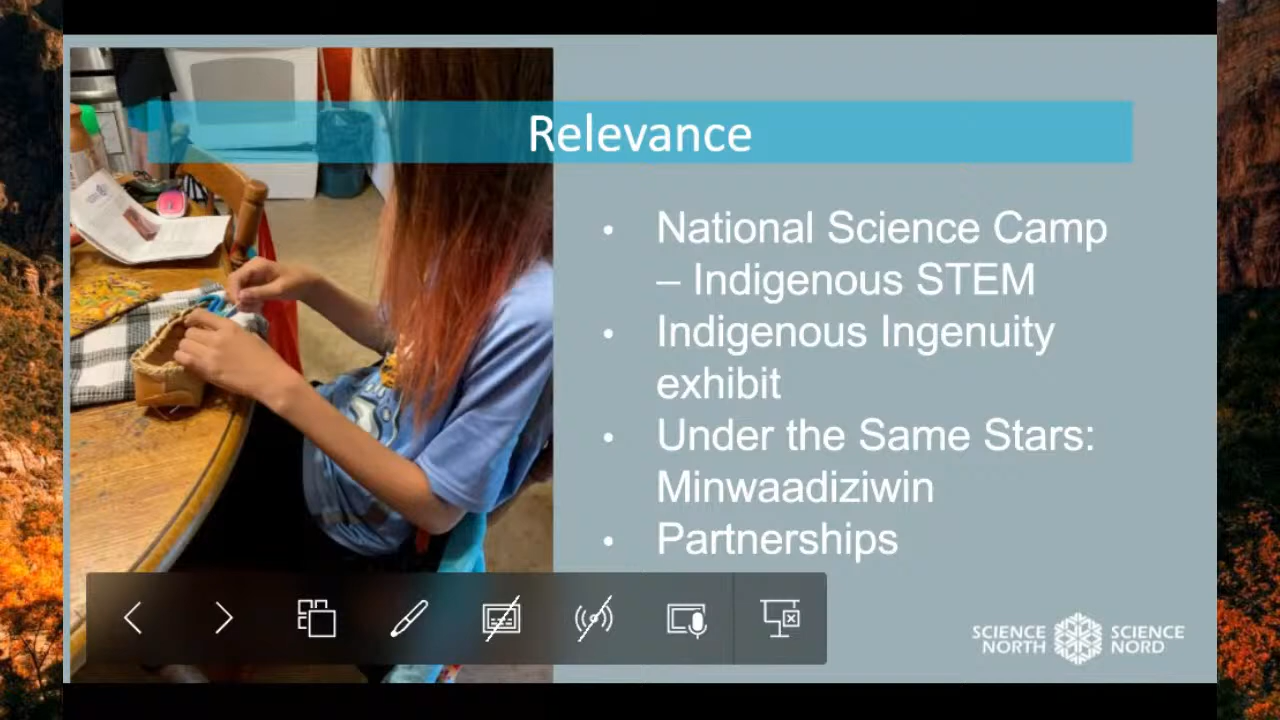 Relevance
• National Science Camp
– Indigenous STEM
• Indigenous Ingenuity
exhibit
• Under the Same Stars:
Minwaadiziwin
• Partnerships
SCIENCE NORTH SCIENCE NORD